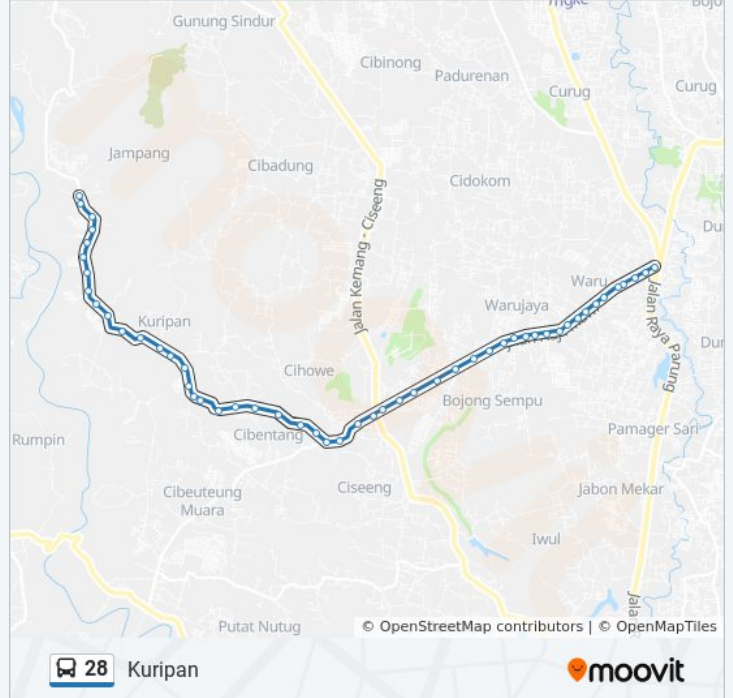 Gunung Sindur
Cibinong
Padurenan
Curug
Curug
Jampang
Cibadung
Cidokom
Jalan Kemang - Ciseeng
Waru
Warujaya
Jalan Raya Parung
Kuripan
Cihowe
Bojong Sempu
Rumpin
Cibentang
Pamager Sari
Cibeuteung
Muara
Ciseeng
Jabon Mekar
Iwul
Putat Nutug
© OpenStreetMap contributors | © OpenMapTiles
28 Kuripan
moovit